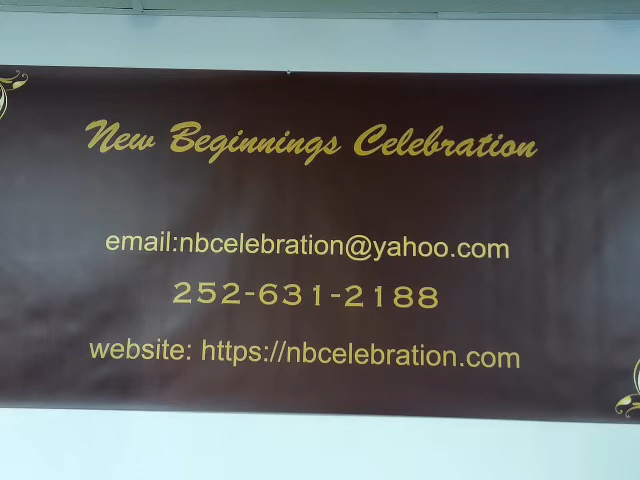 New Beginnings Celebration
email:nbcelebration@yahoo.com
252-631-2188
website: https://nbcelebration.com